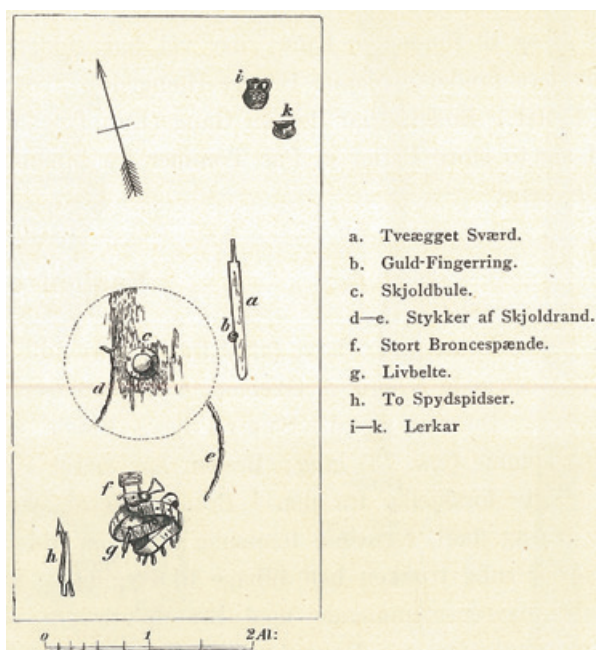 i
k
a
b
c
d
e
f
g
h
a. Tveægget Sværd.
b. Guld-Fingerring.
c. Skjoldbule.
d—e. Stykker af Skjoldrand.
f. Stort Broncespænde.
g. Livbelte.
h. To Spydspidser.
i—k. Lerkar
0 1 2 Al: